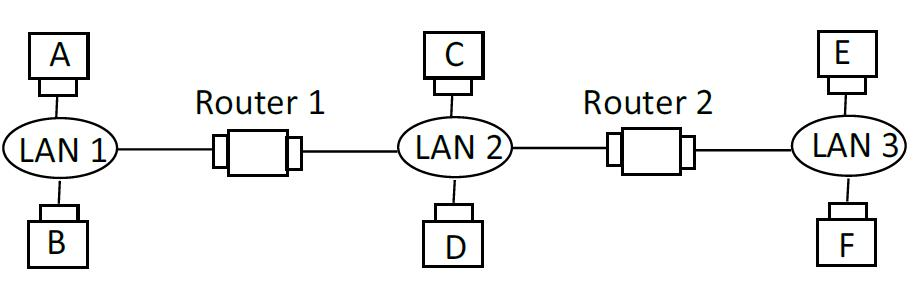 A
C
E
Router 1
Router 2
LAN 1
LAN 2
LAN 3
B
D
F